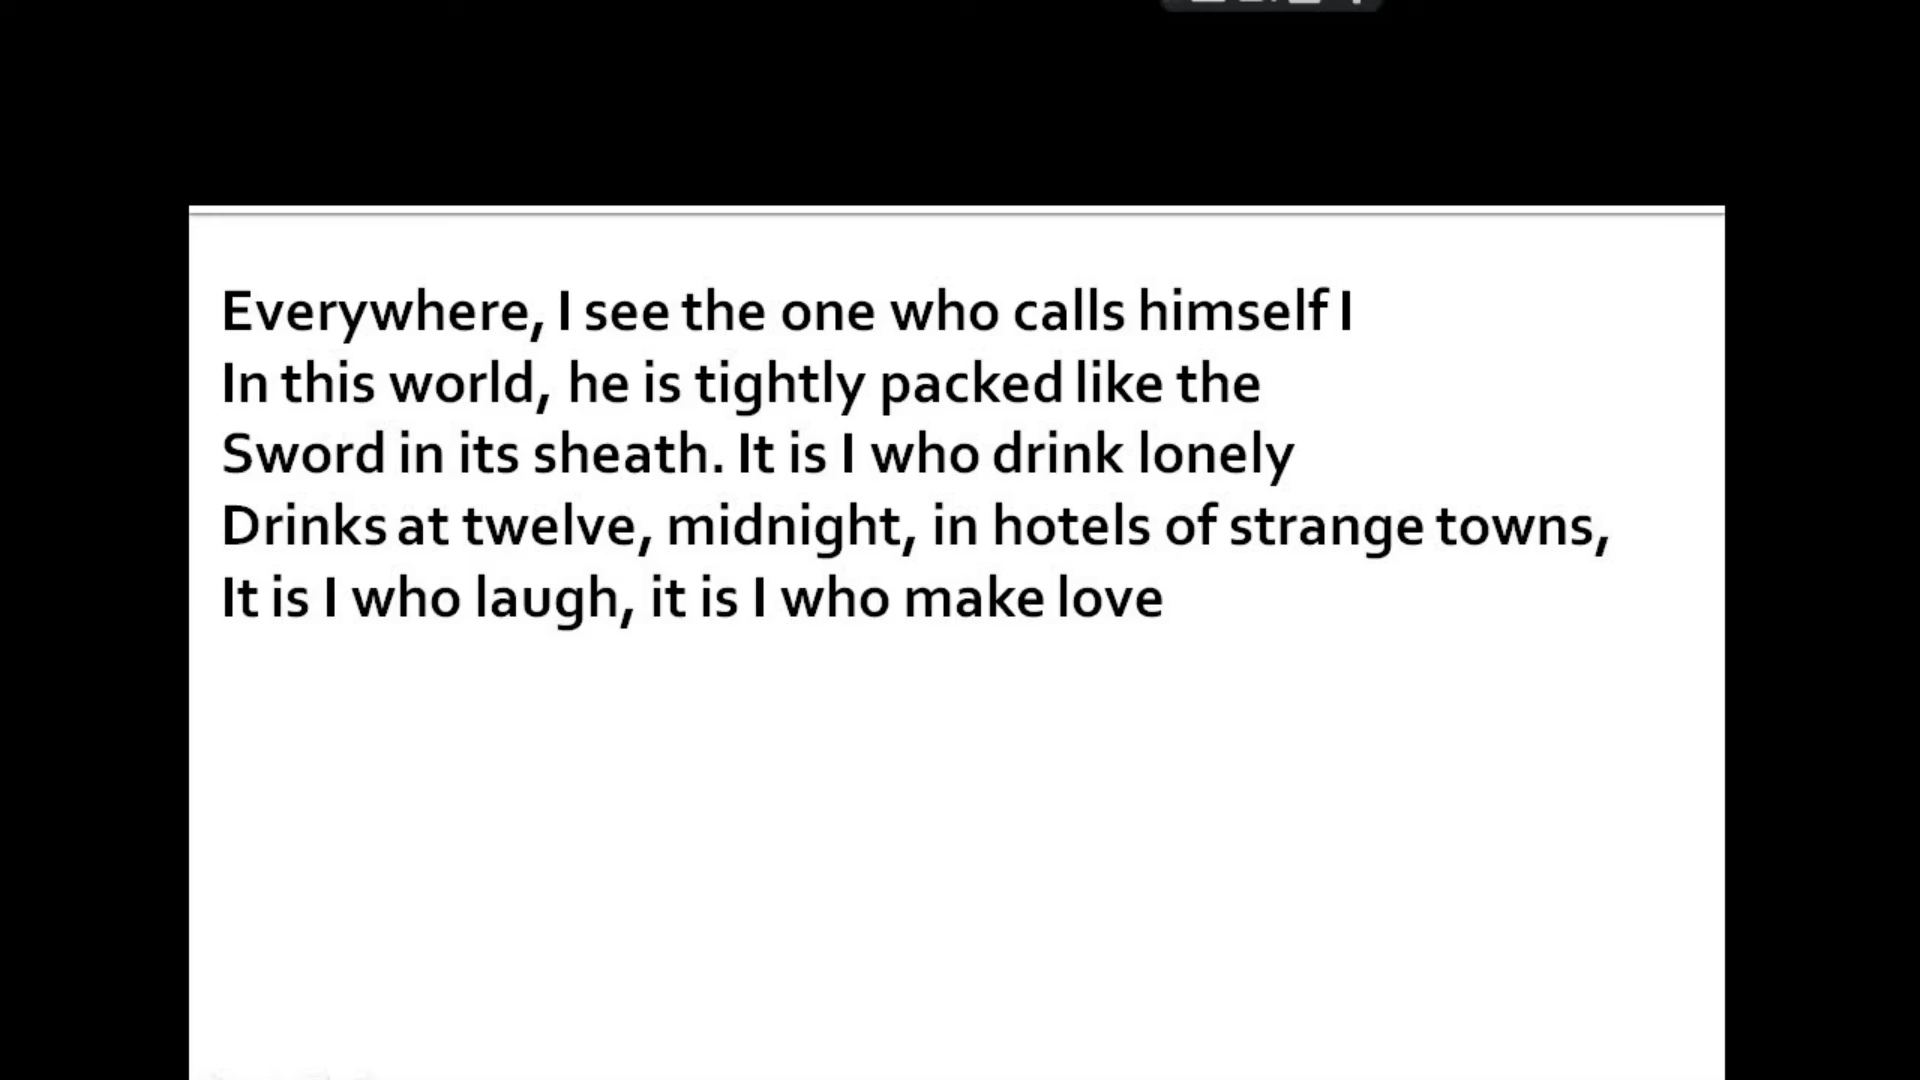 Everywhere, I see the one who calls himself I
In this world, he is tightly packed like the
Sword in its sheath. It is I who drink lonely
Drinks at twelve, midnight, in hotels of strange towns,
It is I who laugh, it is I who make love